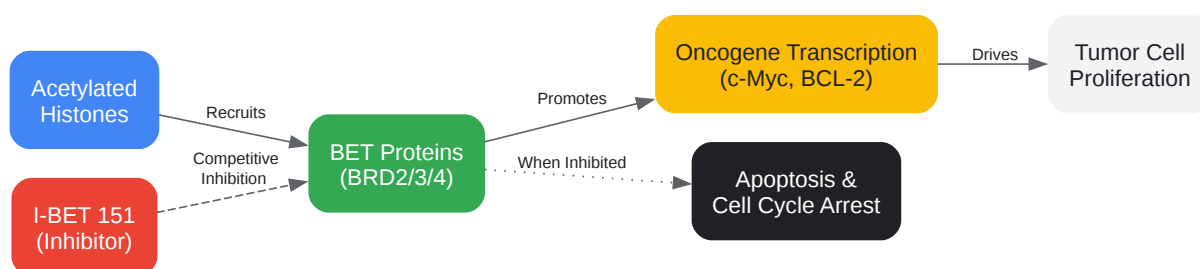 Acetylated
Histones
Recruits
Competitive
Inhibition
I-BET 151
(Inhibitor)
BET Proteins
(BRD2/3/4)
Promotes
When Inhibited
Oncogene Transcription
(c-Myc, BCL-2)
Drives
Tumor Cell
Proliferation
Apoptosis &
Cell Cycle Arrest